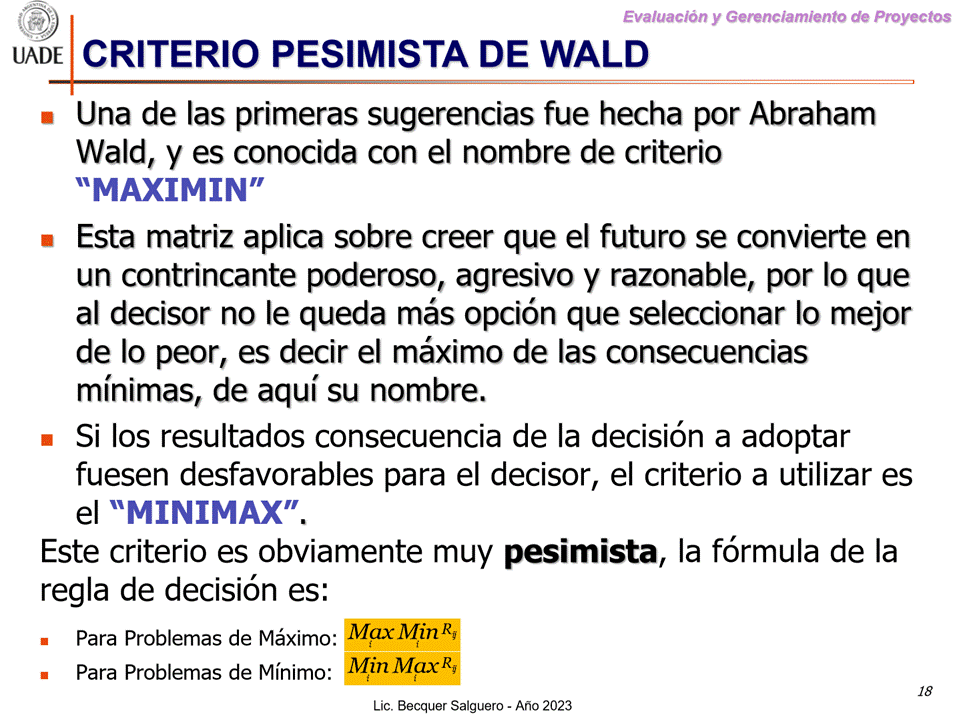 Evaluación y Gerenciamiento de Proyectos
UADE
CRITERIO PESIMISTA DE WALD
Una de las primeras sugerencias fue hecha por Abraham
Wald, y es conocida con el nombre de criterio
“MAXIMIN”
Esta matriz aplica sobre creer que el futuro se convierte en
un contrincante poderoso, agresivo y razonable, por lo que
al decisor no le queda más opción que seleccionar lo mejor
de lo peor, es decir el máximo de las consecuencias
mínimas, de aquí su nombre.
Si los resultados consecuencia de la decisión a adoptar
fuesen desfavorables para el decisor, el criterio a utilizar es
el “MINIMAX”.
Este criterio es obviamente muy pesimista, la fórmula de la
regla de decisión es:
Para Problemas de Máximo: Max i Min i R ij
Para Problemas de Mínimo: Min i Max i R ij
18
Lic. Becquer Salguero - Año 2023